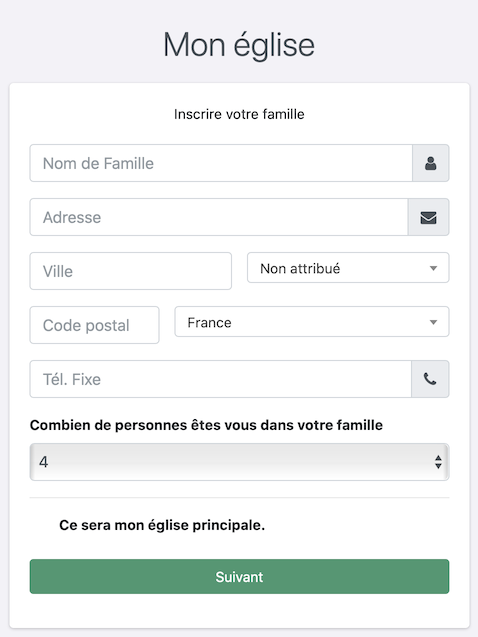 Mon église
Inscrire votre famille
Nom de Famille
Adresse
Ville
Non attribué
Code postal
France
Tél. Fixe
Combien de personnes êtes vous dans votre famille
4
Ce sera mon église principale.
Suivant